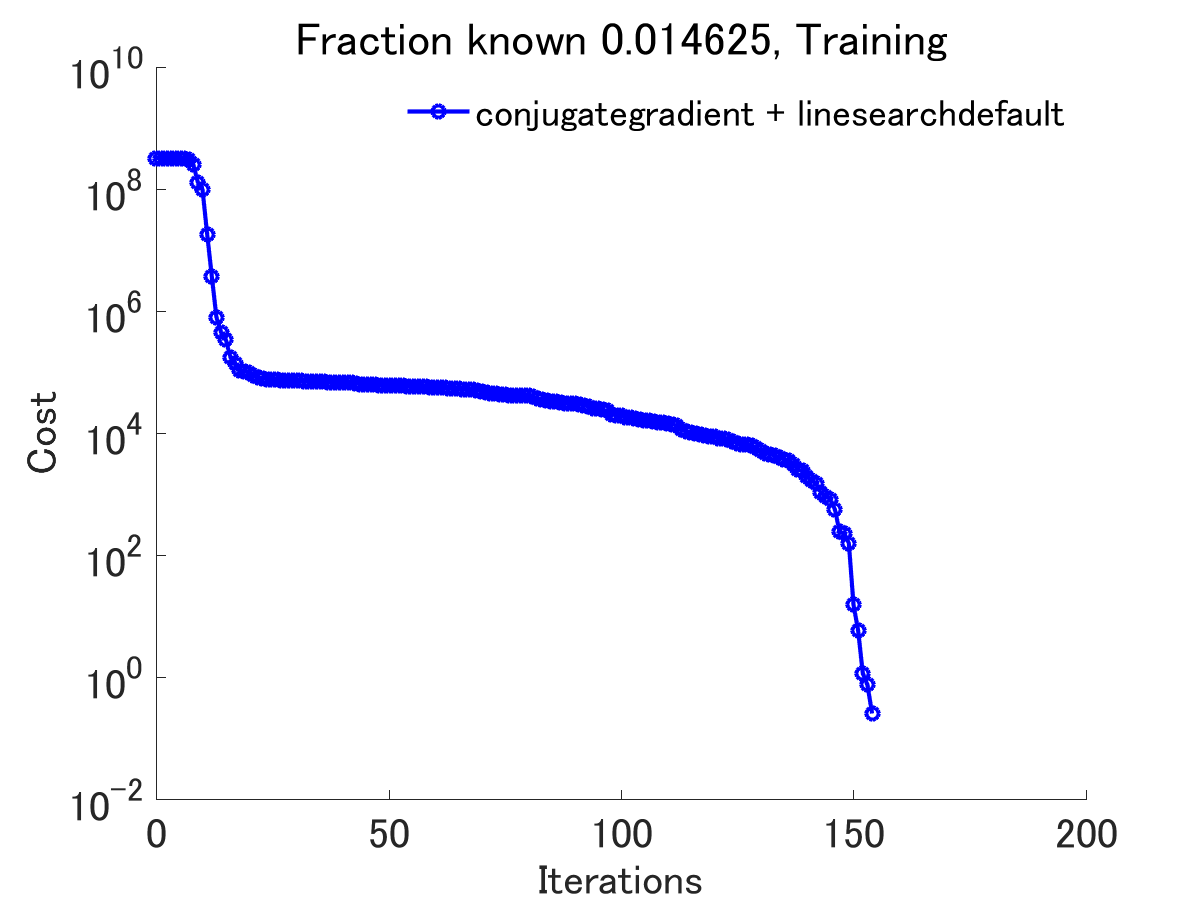 Fraction known 0.014625, Training
conjugategradient + linesearchdefault
10^10
10^8
10^6
10^4
10^2
10^0
10^-2
Cost
0 50 100 150 200
Iterations